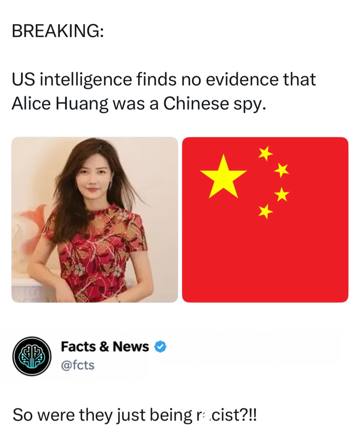 BREAKING:
US intelligence finds no evidence that
Alice Huang was a Chinese spy.
Facts & News
@fcts
So were they just being r: .cist?!!